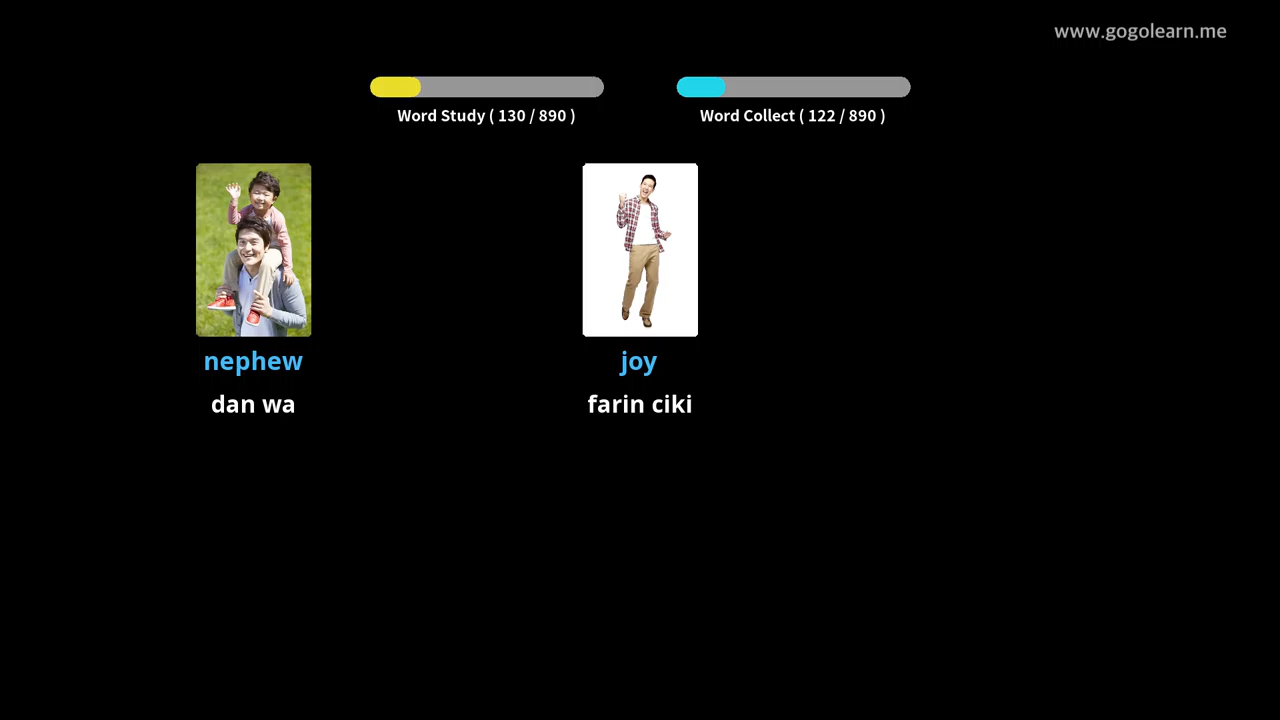 www.gogolearn.me
Word Study ( 130 / 890 )
Word Collect ( 122 / 890 )
nephew
dan wa
joy
farin ciki